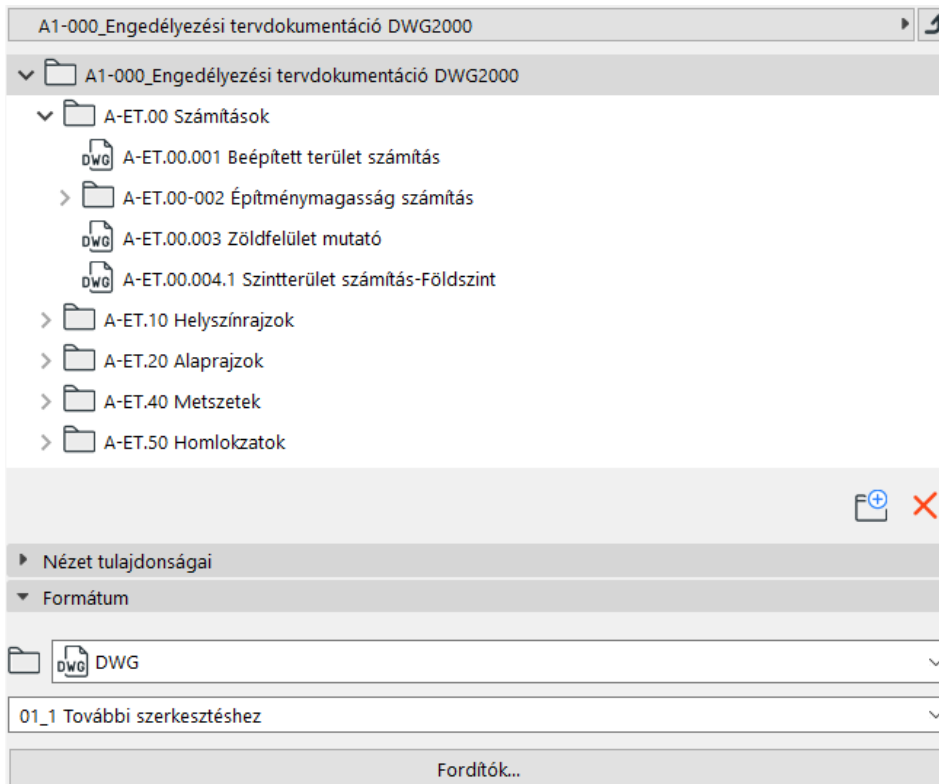 A1-000_Engedélyezési tervdokumentáció DWG2000
A1-000_Engedélyezési tervdokumentáció DWG2000
A-ET.00 Számítások
DWG A-ET.00.001 Beépített terület számítás
A-ET.00-002 Építménymagasság számítás
DWG A-ET.00.003 Zöldfelület mutató
DWG A-ET.00.004.1 Szintterület számítás-Földszint
A-ET.10 Helyszínrajzok
A-ET.20 Alaprajzok
A-ET.40 Metszetek
A-ET.50 Homlokzatok
Nézet tulajdonságai
Formátum
DWG DWG
01_1 További szerkesztéshez
Fordítók...